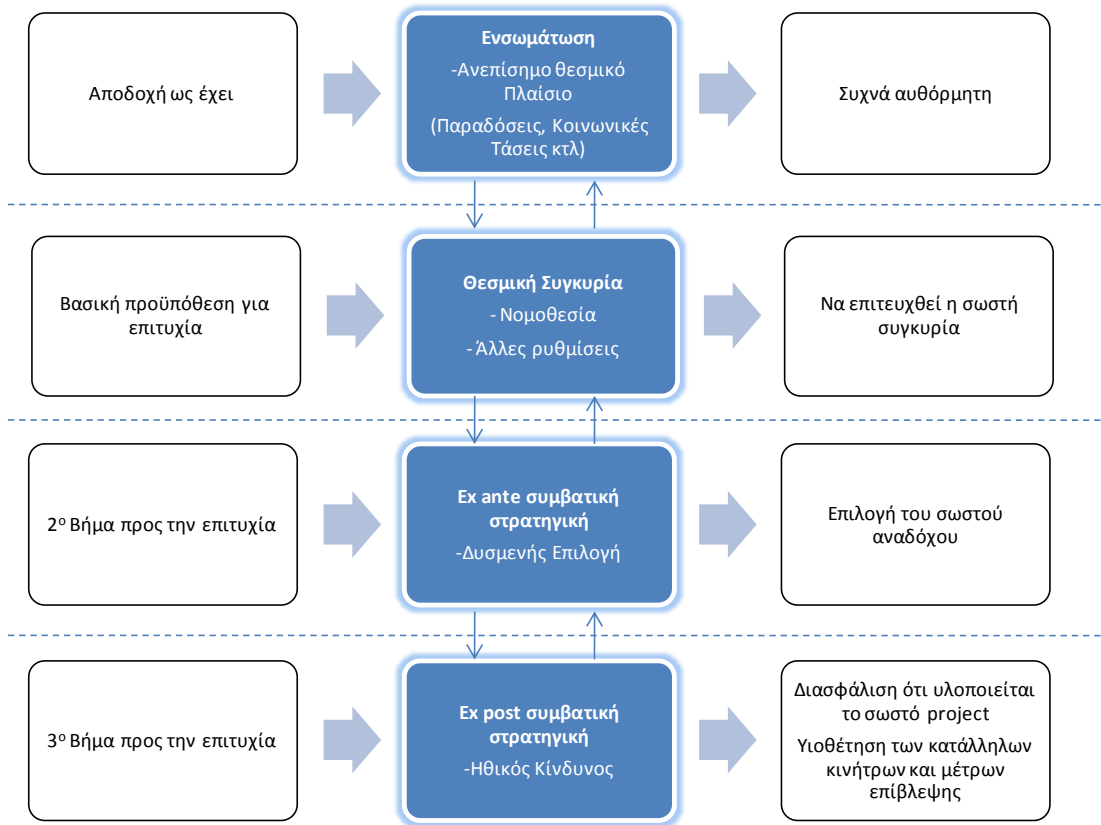 Αποδοχή ως έχει
Ενσωμάτωση
-Ανεπίσημο θεσμικό
Πλαίσιο
(Παραδόσεις, Κοινωνικές
Τάσεις κτλ)
Συχνά αυθόρμητη
Βασική προϋπόθεση για
επιτυχία
Θεσμική Συγκυρία
- Νομοθεσία
- Άλλες ρυθμίσεις
Να επιτευχθεί η σωστή
συγκυρία
2ο Βήμα προς την επιτυχία
Ex ante συμβατική
στρατηγική
-Δυσμενής Επιλογή
Επιλογή του σωστού
αναδόχου
3ο Βήμα προς την επιτυχία
Ex post συμβατική
στρατηγική
-Ηθικός Κίνδυνος
Διασφάλιση ότι υλοποιείται
το σωστό project
Υιοθέτηση των κατάλληλων
κινήτρων και μέτρων
επίβλεψης